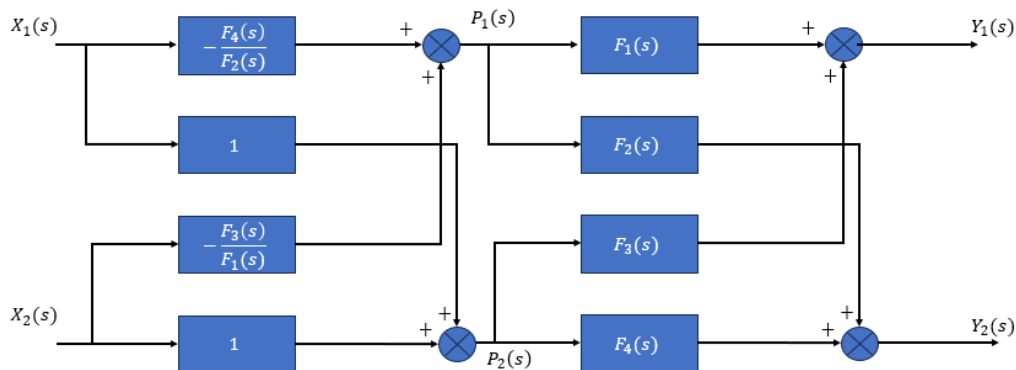 X₁(s)
P₁(s)
Y₁(s)
+
+
− F₄(s)
F₂(s)
F₁(s)
+
+
1
F₂(s)
− F₃(s)
F₁(s)
F₃(s)
X₂(s)
+
+
Y₂(s)
+
+
1
P₂(s)
F₄(s)